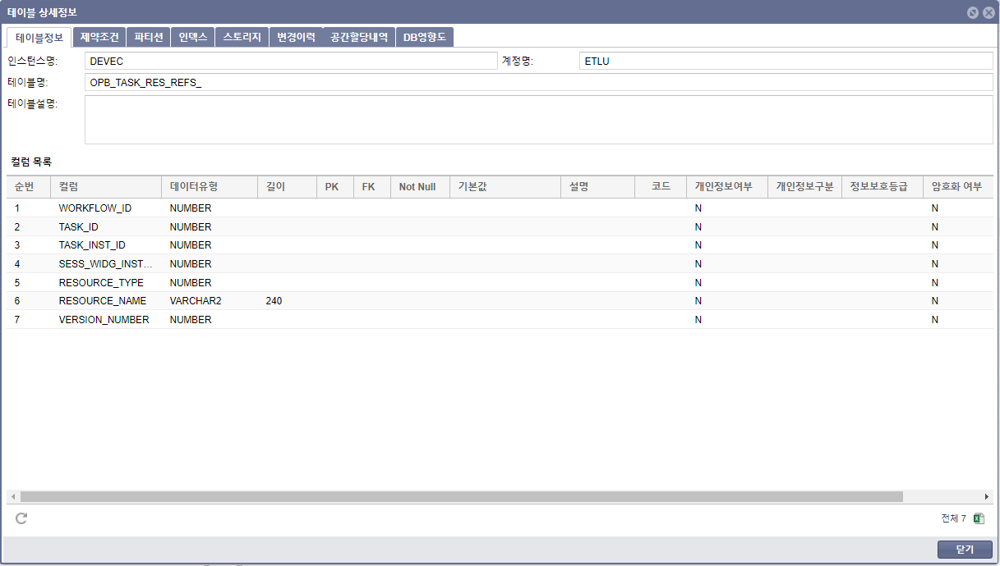 테이블 상세정보
테이블정보 제약조건 파티션 인덱스 스토리지 변경이력 공간할당내역 DB영향도
인스턴스명: DEVEC 계정명: ETLU
테이블명: OPB_TASK_RES_REFS_
테이블설명:
컬럼 목록
순번 컬럼 데이터유형 길이 PK FK Not Null 기본값 설명 코드 개인정보여부 개인정보구분 정보보호등급 암호화 여부
1 WORKFLOW_ID NUMBER N N
2 TASK_ID NUMBER N N
3 TASK_INST_ID NUMBER N N
4 SESS_WIDG_INST... NUMBER N N
5 RESOURCE_TYPE NUMBER N N
6 RESOURCE_NAME VARCHAR2 240 N N
7 VERSION_NUMBER NUMBER N N
전체 7
닫기